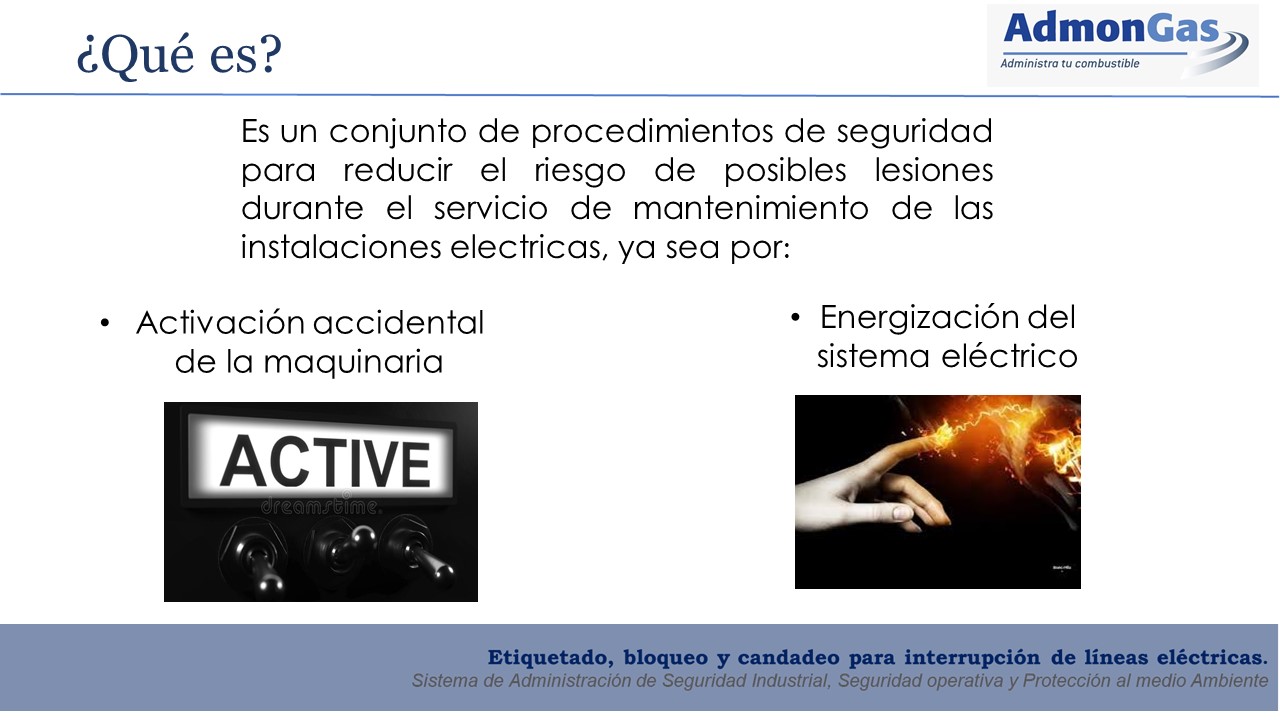 ¿Qué es?
AdmonGas
Administra tu combustible
Es un conjunto de procedimientos de seguridad
para reducir el riesgo de posibles lesiones
durante el servicio de mantenimiento de las
instalaciones electricas, ya sea por:
• Activación accidental
de la maquinaria
• Energización del
sistema eléctrico
ACTIVE
dreamstime.
Etiquetado, bloqueo y candadeo para interrupción de líneas eléctricas.
Sistema de Administración de Seguridad Industrial, Seguridad operativa y Protección al medio Ambiente